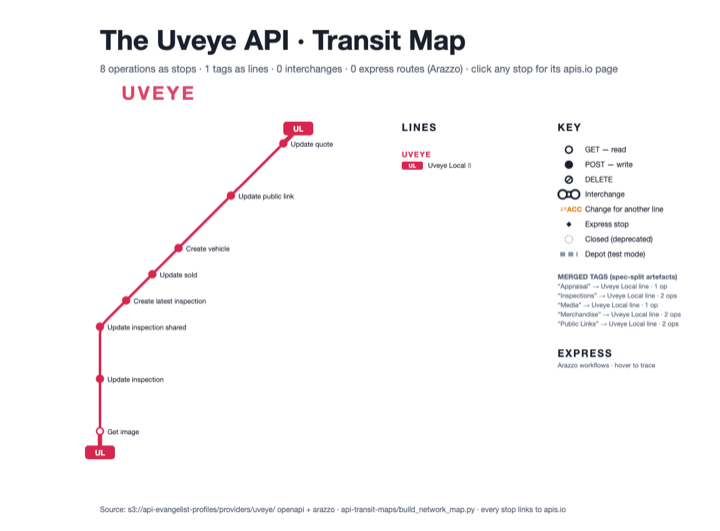 The Uveye API · Transit Map
8 operations as stops · 1 tags as lines · 0 interchanges · 0 express routes (Arazzo) · click any stop for its apis.io page
UVEYE
UL
Update quote
Update public link
Create vehicle
Update sold
Create latest inspection
Update inspection shared
Update inspection
Get image
UL
LINES
UVEYE
UL Uveye Local 8
KEY
GET — read
POST — write
DELETE
Interchange
⇄ACC Change for another line
Express stop
Closed (deprecated)
Depot (test mode)
MERGED TAGS (spec-split artefacts)
"Appraisal" → Uveye Local line · 1 op
"Inspections" → Uveye Local line · 2 ops
"Media" → Uveye Local line · 1 op
"Merchandise" → Uveye Local line · 2 ops
"Public Links" → Uveye Local line · 2 ops
EXPRESS
Arazzo workflows · hover to trace
Source: s3://api-evangelist-profiles/providers/uveye/ openapi + arazzo · api-transit-maps/build_network_map.py · every stop links to apis.io